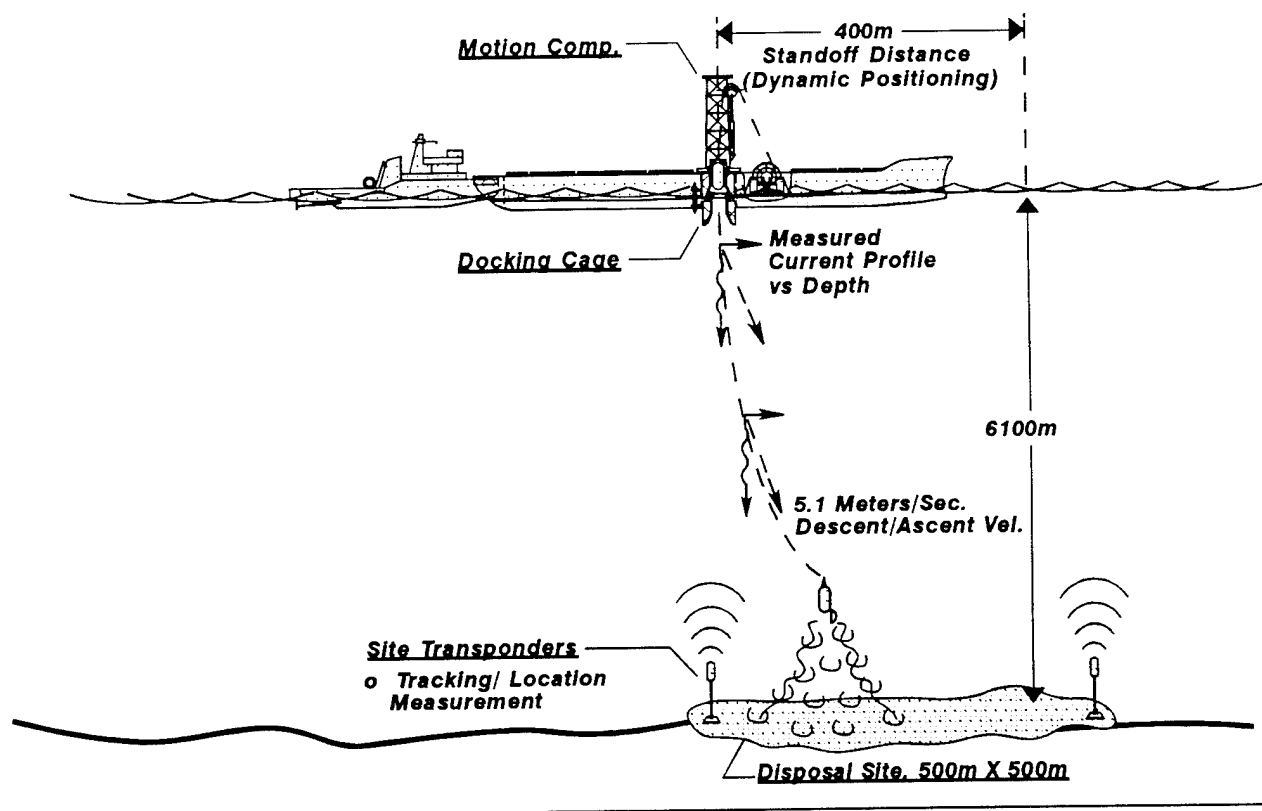 400m
Standoff Distance
(Dynamic Positioning)
Motion Comp.
Docking Cage
Measured
Current Profile
vs Depth
6100m
5.1 Meters/Sec.
Descent/Ascent Vel.
Site Transponders
o Tracking/ Location
Measurement
Disposal Site, 500m X 500m